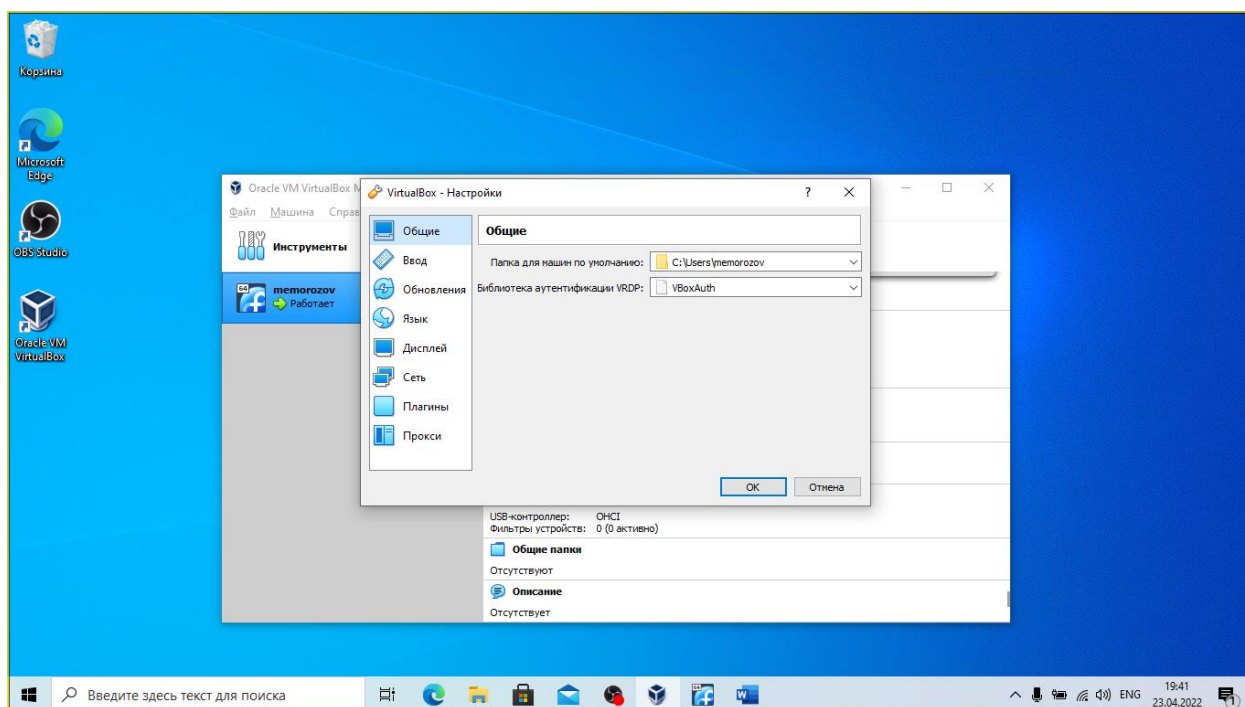 Корзина
Microsoft
Edge
OBS Studio
Oracle VM
VirtualBox
Oracle VM VirtualBox М
Файл Машина Справ
Инструменты
64
memorozov
Работает
VirtualBox - Настройки
?
Общие
Ввод
Обновления
Язык
Дисплей
Сеть
Плагины
Прокси
Общие
Папка для машин по умолчанию: C:\Users\memorozov
Библиотека аутентификации VRDP: VBoxAuth
OK Отмена
USB-контроллер: OHCI
Фильтры устройств: 0 (0 активно)
Общие папки
Отсутствуют
Описание
Отсутствует
Введите здесь текст для поиска
64
ENG
19:41
23.04.2022
1